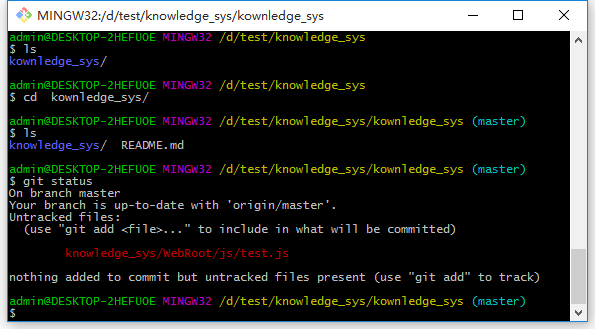 MINGW32:/d/test/knowledge_sys/kownledge_sys
admin@DESKTOP-2HEFUOE MINGW32 /d/test/knowledge_sys
$ ls
kownledge_sys/
admin@DESKTOP-2HEFUOE MINGW32 /d/test/knowledge_sys
$ cd  kownledge_sys/
admin@DESKTOP-2HEFUOE MINGW32 /d/test/knowledge_sys/kownledge_sys (master)
$ ls
knowledge_sys/  README.md
admin@DESKTOP-2HEFUOE MINGW32 /d/test/knowledge_sys/kownledge_sys (master)
$ git status
On branch master
Your branch is up-to-date with 'origin/master'.
Untracked files:
  (use "git add <file>..." to include in what will be committed)
        knowledge_sys/WebRoot/js/test.js
nothing added to commit but untracked files present (use "git add" to track)
admin@DESKTOP-2HEFUOE MINGW32 /d/test/knowledge_sys/kownledge_sys (master)
$